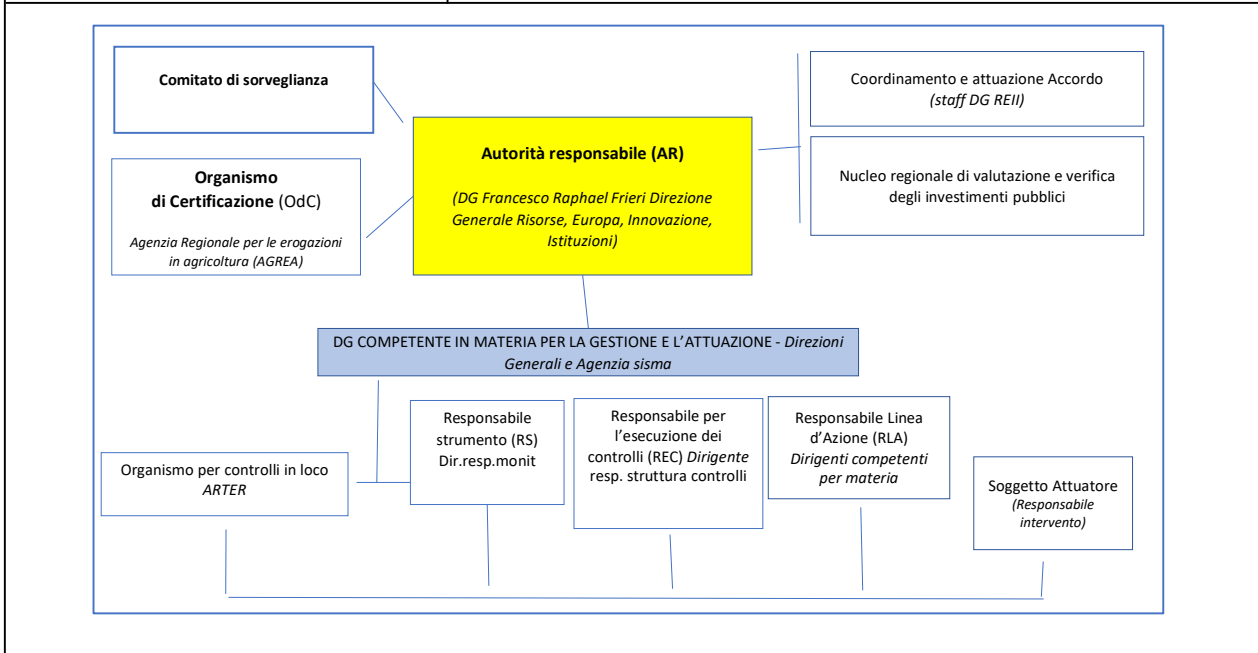 Comitato di sorveglianza
Organismo
di Certificazione (OdC)
Agenzia Regionale per le erogazioni
in agricoltura (AGREA)
Autorità responsabile (AR)
(DG Francesco Raphael Frieri Direzione
Generale Risorse, Europa, Innovazione,
Istituzioni)
Coordinamento e attuazione Accordo
(staff DG REII)
Nucleo regionale di valutazione e verifica
degli investimenti pubblici
DG COMPETENTE IN MATERIA PER LA GESTIONE E L'ATTUAZIONE - Direzioni
Generali e Agenzia sisma
Organismo per controlli in loco
ARTER
Responsabile
strumento (RS)
Dir.resp.monit
Responsabile per
l'esecuzione dei
controlli (REC) Dirigente
resp. struttura controlli
Responsabile Linea
d'Azione (RLA)
Dirigenti competenti
per materia
Soggetto Attuatore
(Responsabile
intervento)